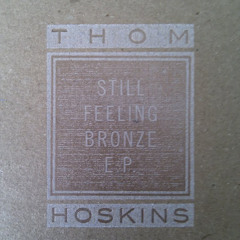 THOM
STILL
FEELING
BRONZE
E.P.
HOSKINS